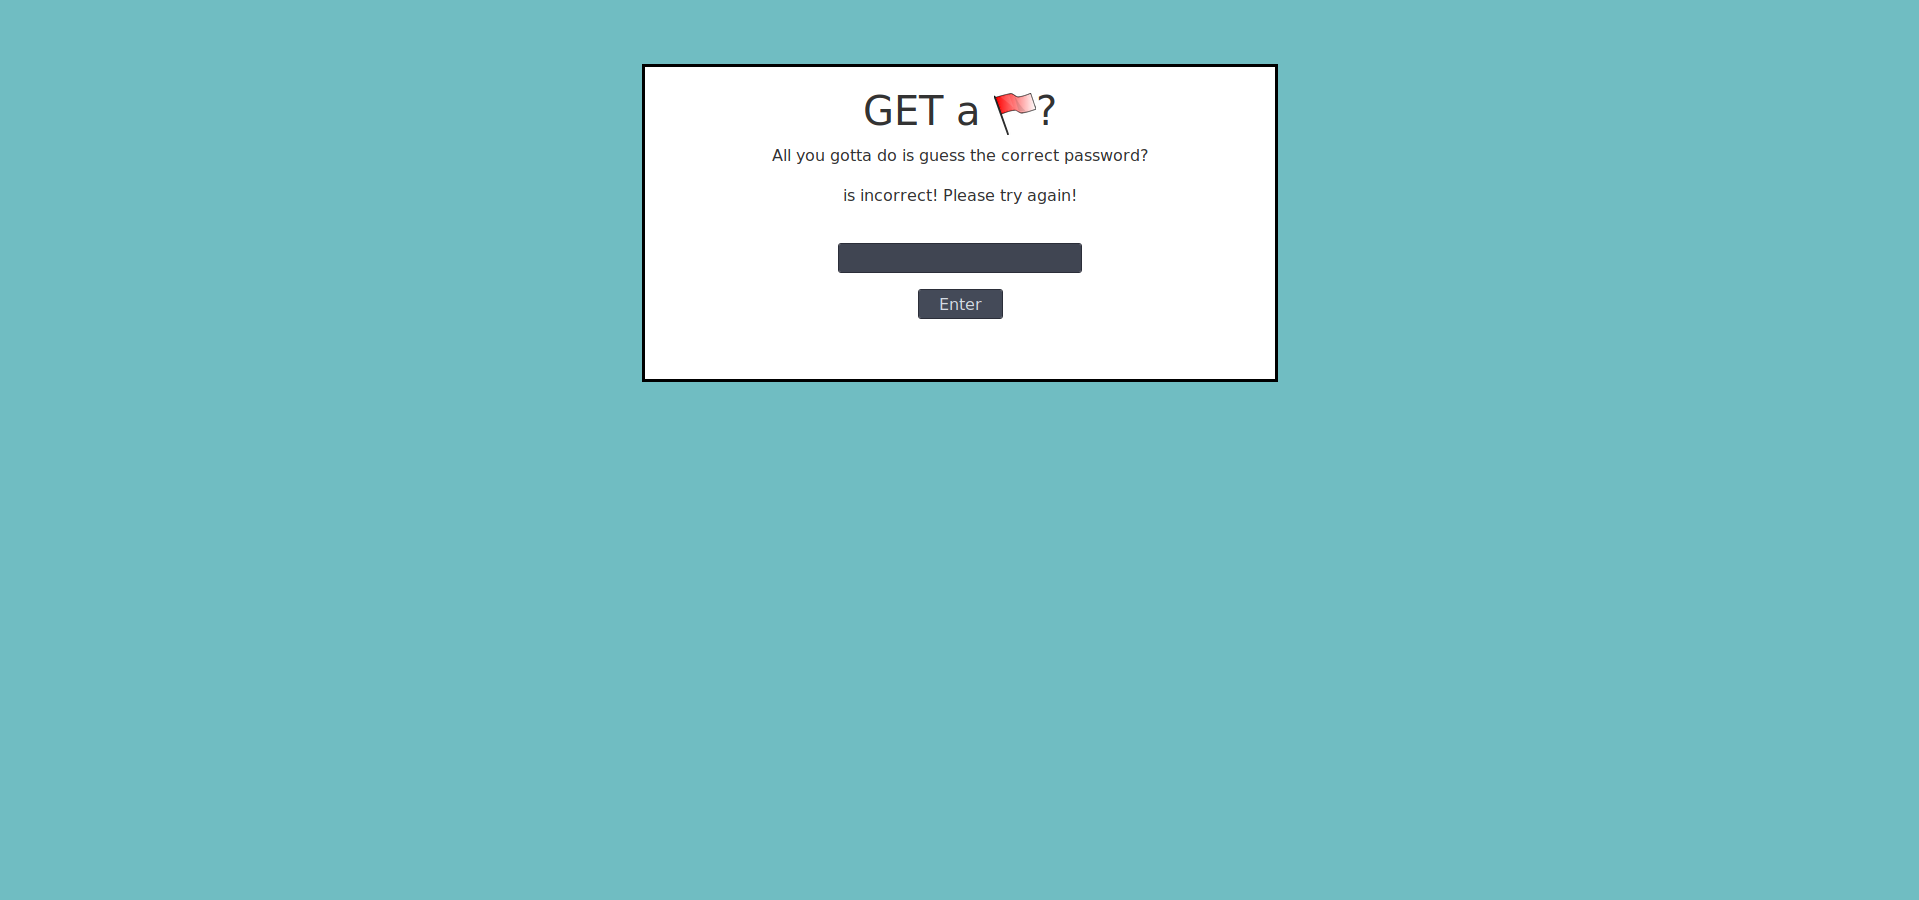 GET a 🚩?
All you gotta do is guess the correct password?
is incorrect! Please try again!
Enter